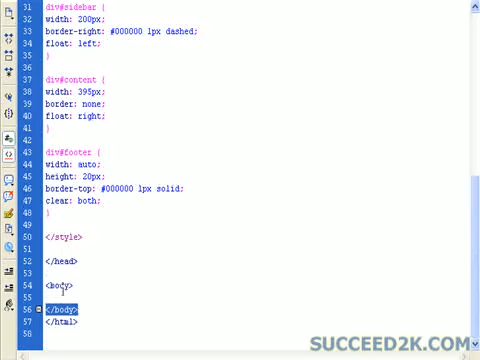 31 div#sidebar {
32 width: 200px;
33 border-right: #000000 1px dashed;
34 float: left;
35 }
36
37 div#content {
38 width: 395px;
39 border: none;
40 float: right;
41 }
42
43 div#footer {
44 width: auto;
45 height: 20px;
46 border-top: #000000 1px solid;
47 clear: both;
48 }
49
50 </style>
51
52 </head>
53
54 <body>
55
56 </body>
57 </html>
58
SUCCEED2K.COM